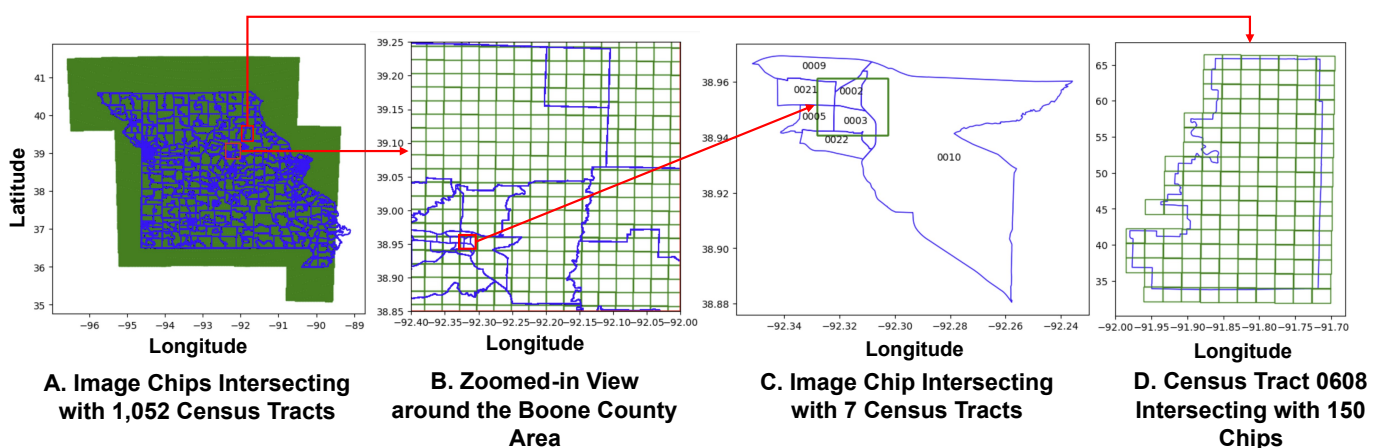 Latitude
41
40
39
38
37
36
35
−96 −95 −94 −93 −92 −91 −90 −89
Longitude
A. Image Chips Intersecting
with 1,052 Census Tracts
39.25
39.20
39.15
39.10
39.05
39.00
38.95
38.90
38.85
−92.40 −92.35 −92.30 −92.25 −92.20 −92.15 −92.10 −92.05 −92.00
Longitude
B. Zoomed-in View
around the Boone County
Area
38.96
38.94
38.92
38.90
38.88
0009
0021 0002
0005 0003
0022
0010
−92.34 −92.32 −92.30 −92.28 −92.26 −92.24
Longitude
C. Image Chip Intersecting
with 7 Census Tracts
65
60
55
50
45
40
35
30
−92.00 −91.95 −91.90 −91.85 −91.80 −91.75 −91.70
Longitude
D. Census Tract 0608
Intersecting with 150
Chips